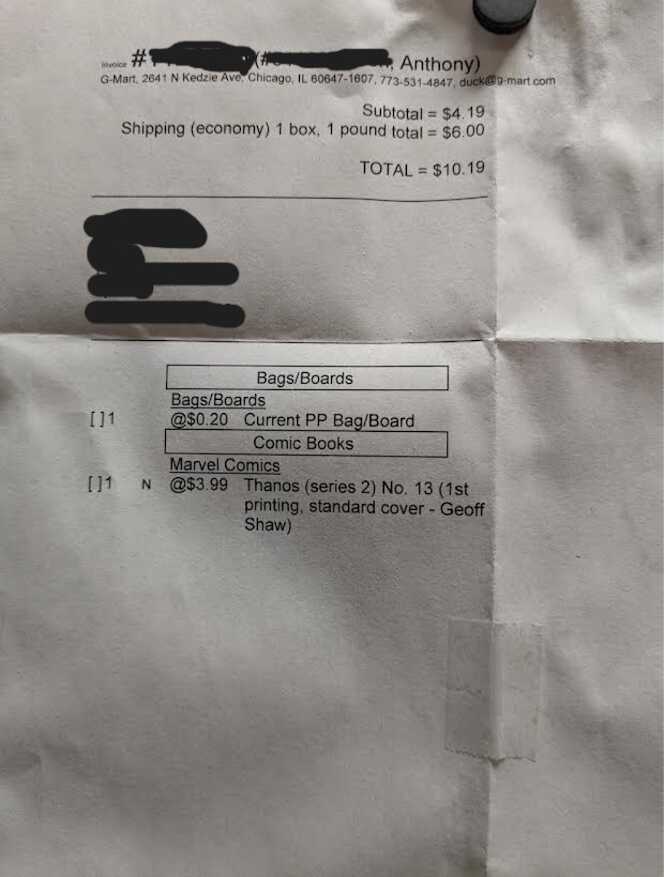 Invoice # (# , Anthony)
G-Mart, 2641 N Kedzie Ave, Chicago, IL 60647-1607, 773-531-4847, duck@g-mart.com
Subtotal = $4.19
Shipping (economy) 1 box, 1 pound total = $6.00
TOTAL = $10.19
Bags/Boards
Bags/Boards
[ ] 1 @$0.20 Current PP Bag/Board
Comic Books
Marvel Comics
[ ] 1 N @$3.99 Thanos (series 2) No. 13 (1st
printing, standard cover - Geoff
Shaw)